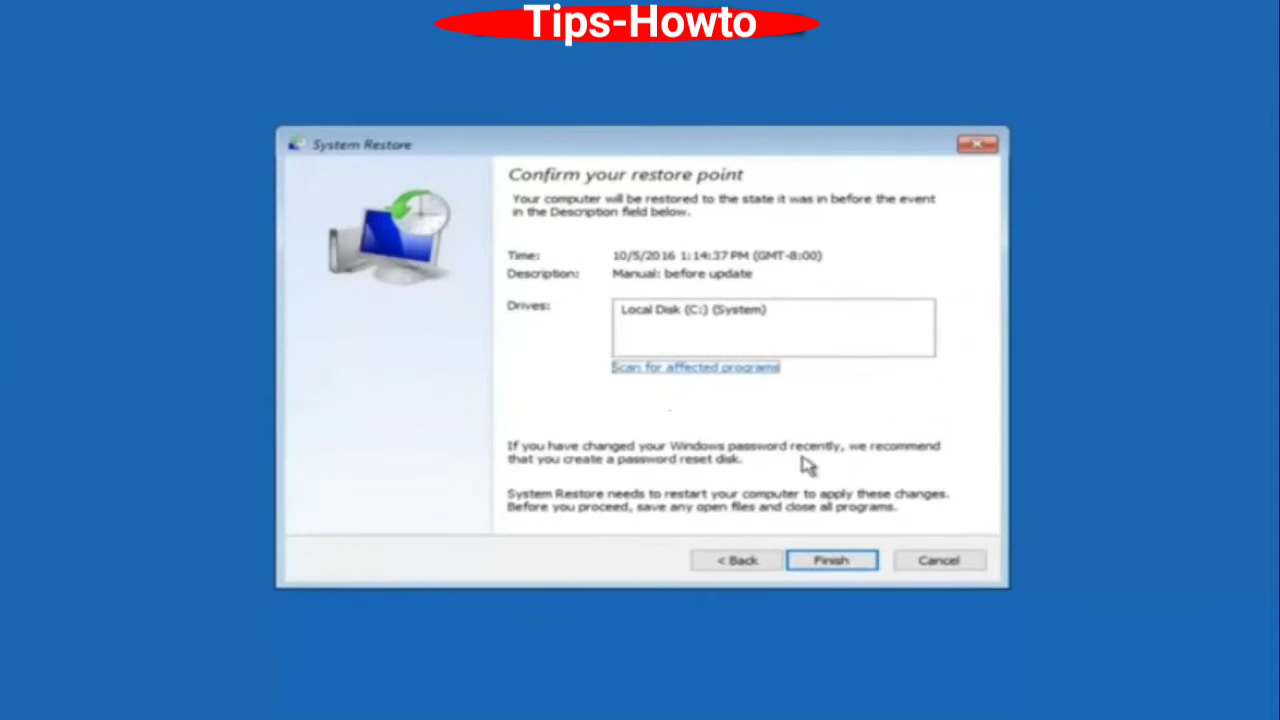 Tips-Howto
System Restore
Confirm your restore point
Your computer will be restored to the state it was in before the event
in the Description field below.
Time: 10/5/2016 1:14:37 PM (GMT-8:00)
Description: Manual: before update
Drives: Local Disk (C:) (System)
Scan for affected programs
If you have changed your Windows password recently, we recommend
that you create a password reset disk.
System Restore needs to restart your computer to apply these changes.
Before you proceed, save any open files and close all programs.
< Back Finish Cancel